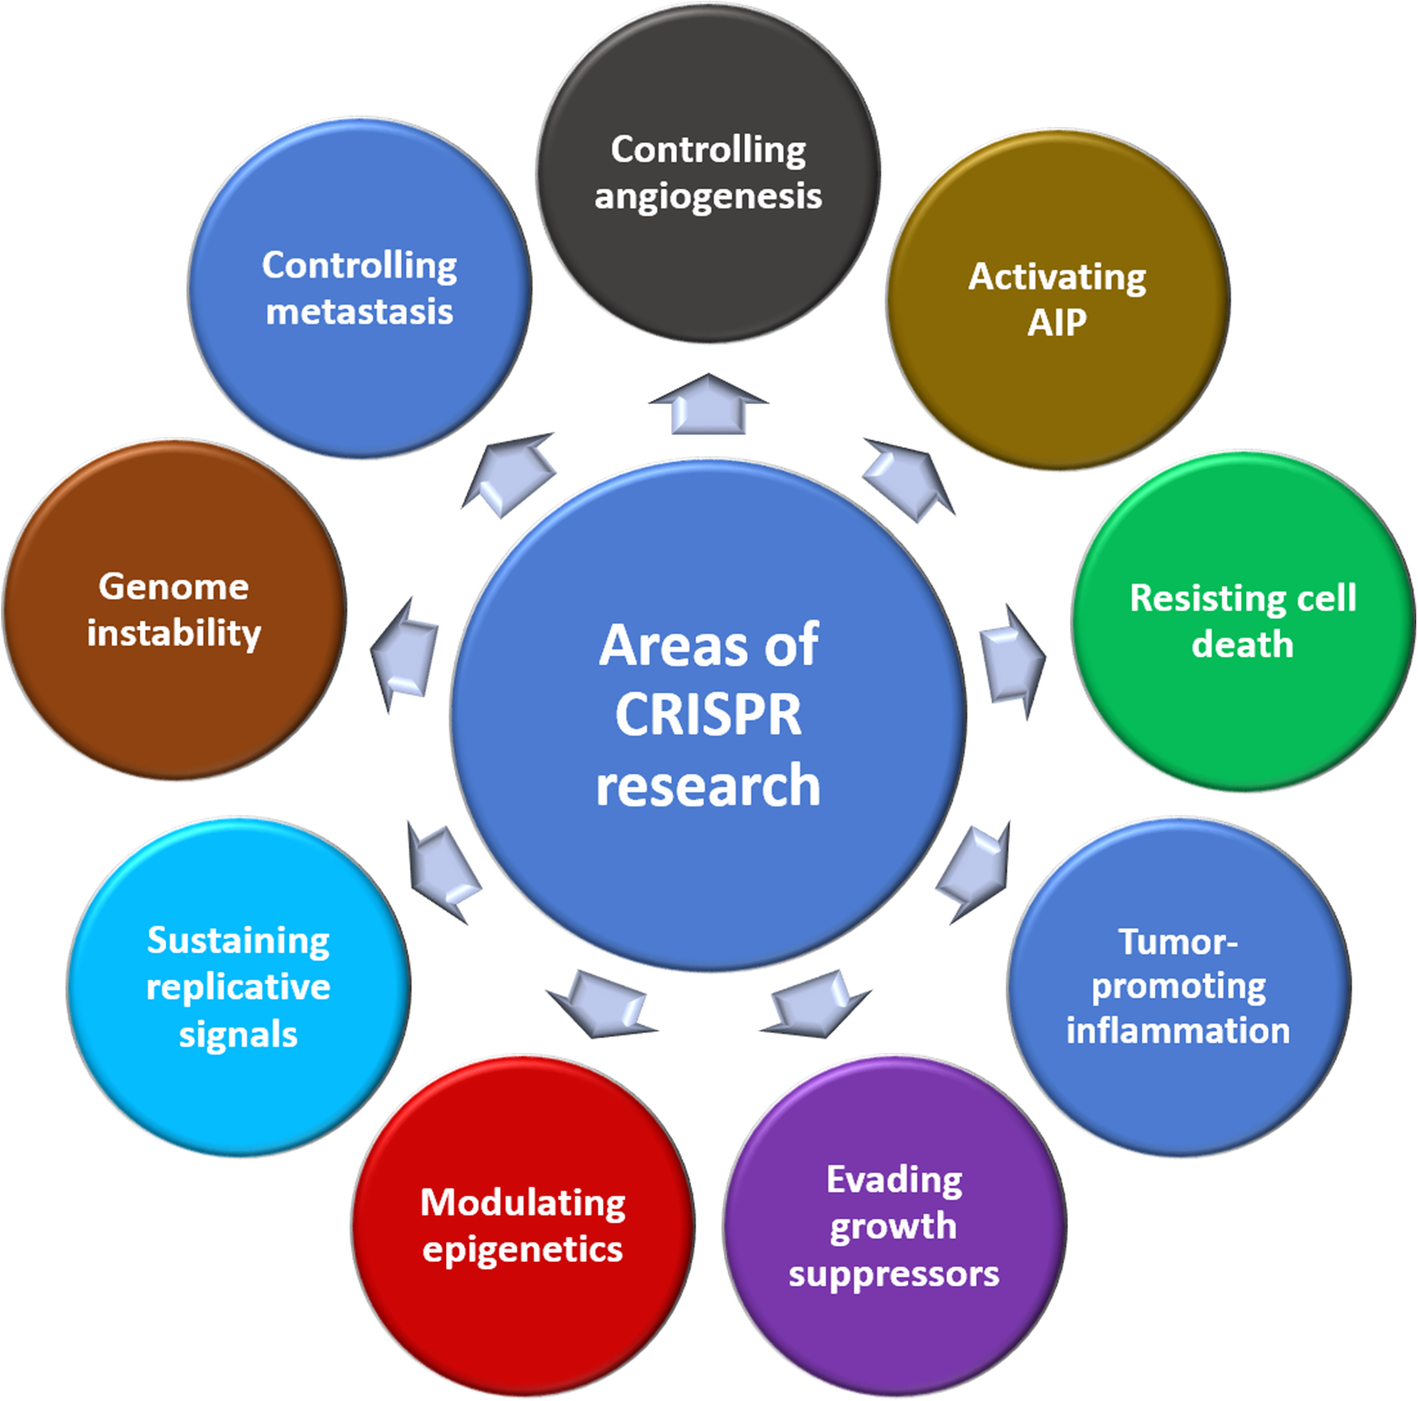 Controlling
angiogenesis
Activating
AIP
Resisting cell
death
Tumor-
promoting
inflammation
Evading
growth
suppressors
Modulating
epigenetics
Sustaining
replicative
signals
Genome
instability
Controlling
metastasis
Areas of
CRISPR
research